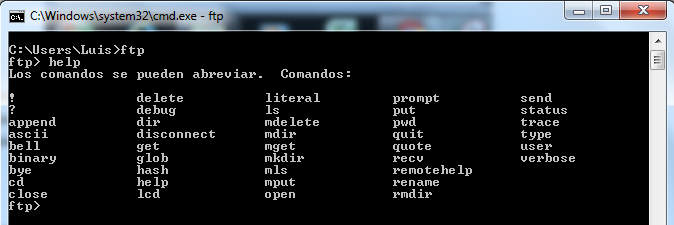 C:\Windows\system32\cmd.exe - ftp
C:\Users\Luis>ftp
ftp> help
Los comandos se pueden abreviar.  Comandos:
!               delete          literal         prompt          send
?               debug           ls              put             status
append          dir             mdelete         pwd             trace
ascii           disconnect      mdir            quit            type
bell            get             mget            quote           user
binary          glob            mkdir           recv            verbose
bye             hash            mls             remotehelp
cd              help            mput            rename
close           lcd             open            rmdir
ftp>